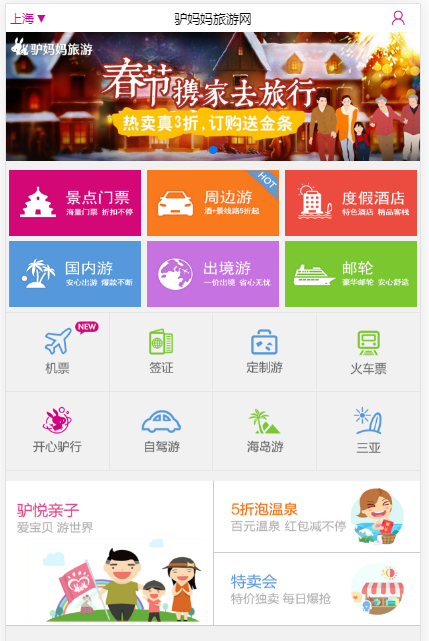 上海▼
驴妈妈旅游网
驴妈妈旅游
春节携家去旅行
热卖真3折,订购送金条
景点门票
海量门票 折扣不停
HOT
周边游
酒+景线路5折起
度假酒店
特色酒店 精品客栈
国内游
安心出游 爆款不断
出境游
一价出境 省心无忧
邮轮
豪华邮轮 安心舒适
NEW
机票
签证
定制游
火车票
开心驴行
自驾游
海岛游
三亚
驴悦亲子
爱宝贝 游世界
5折泡温泉
百元温泉 红包减不停
特卖会
特价独卖 每日爆抢